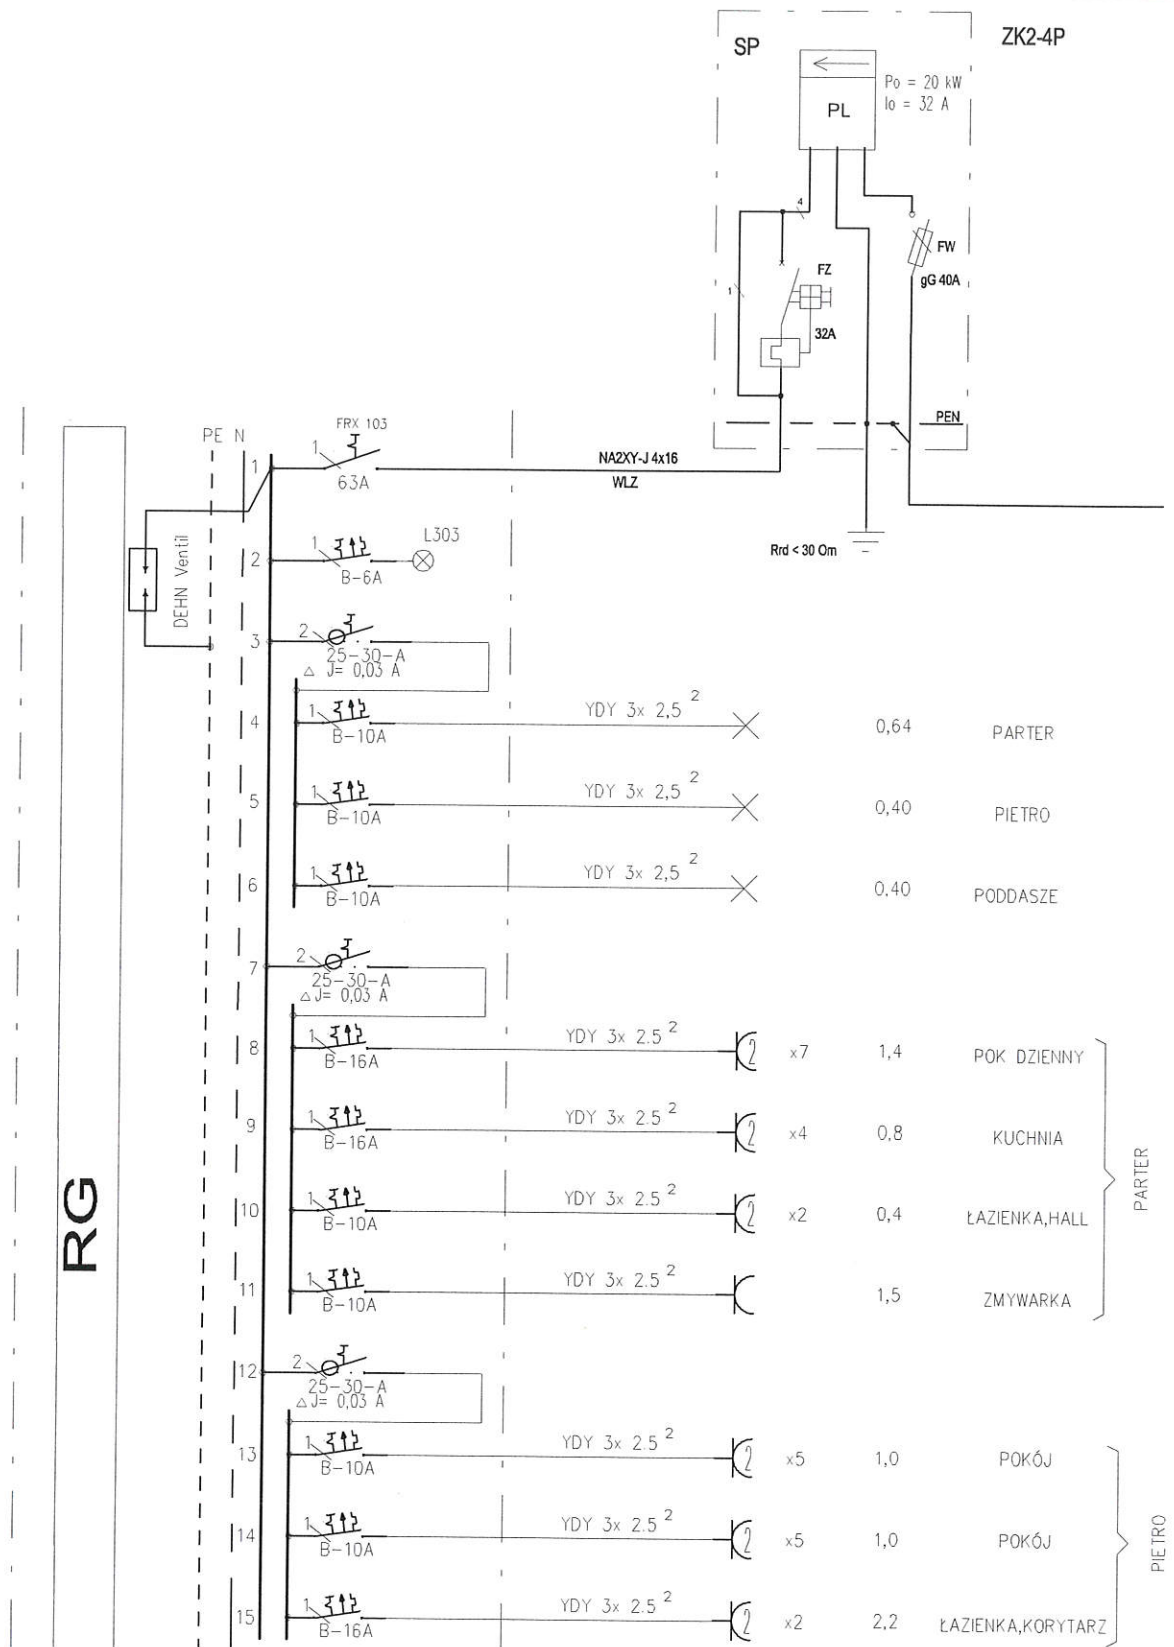 SP
ZK2-4P
Po = 20 kW
Io = 32 A
PL
4
FW
gG 40A
FZ
1
32A
PEN
PE N
FRX 103
1
1
63A
NA2XY-J 4x16
WLZ
Rrd < 30 Om
DEHN Ventil
L303
2
1
B-6A
3
2
25-30-A
△ J= 0,03 A
4
1
B-10A
YDY 3x 2,5 2
0,64
PARTER
5
1
B-10A
YDY 3x 2,5 2
0,40
PIETRO
6
1
B-10A
YDY 3x 2,5 2
0,40
PODDASZE
7
2
25-30-A
△ J= 0,03 A
8
1
B-16A
YDY 3x 2.5 2
2
x7
1,4
POK DZIENNY
9
1
B-16A
YDY 3x 2.5 2
2
x4
0,8
KUCHNIA
PARTER
RG
10
1
B-10A
YDY 3x 2.5 2
2
x2
0,4
ŁAZIENKA,HALL
11
1
B-10A
YDY 3x 2.5 2
1,5
ZMYWARKA
12
2
25-30-A
△ J= 0,03 A
13
1
B-10A
YDY 3x 2.5 2
2
x5
1,0
POKÓJ
14
1
B-10A
YDY 3x 2.5 2
2
x5
1,0
POKÓJ
PIETRO
15
1
B-16A
YDY 3x 2.5 2
2
x2
2,2
ŁAZIENKA,KORYTARZ